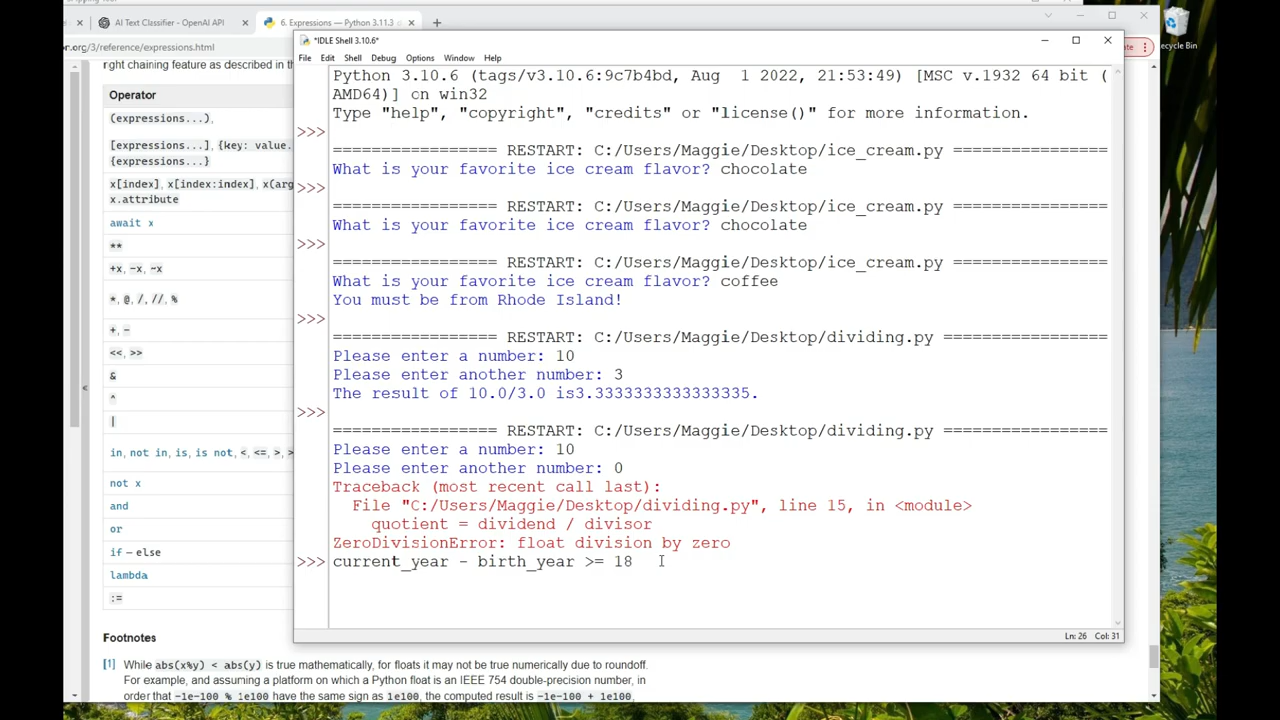 AI Text Classifier - OpenAI API
6. Expressions — Python 3.11.3
on.org/3/reference/expressions.html
right chaining feature as described in th
Operator
(expressions...),
[expressions...], {key: value.
{expressions...}
x[index], x[index:index], x(arg
x.attribute
await x
**
+x, -x, ~x
*, @, /, //, %
+, -
<<, >>
&
^
|
in, not in, is, is not, <, <=, >, >
not x
and
or
if – else
lambda
:=
Footnotes
[1] While abs(x%y) < abs(y) is true mathematically, for floats it may not be true numerically due to roundoff.
For example, and assuming a platform on which a Python float is an IEEE 754 double-precision number, in
order that -1e-100 % 1e100 have the same sign as 1e100, the computed result is -1e-100 + 1e100,
*IDLE Shell 3.10.6*
File Edit Shell Debug Options Window Help
Python 3.10.6 (tags/v3.10.6:9c7b4bd, Aug  1 2022, 21:53:49) [MSC v.1932 64 bit (
AMD64)] on win32
Type "help", "copyright", "credits" or "license()" for more information.
>>>
================= RESTART: C:/Users/Maggie/Desktop/ice_cream.py ================
What is your favorite ice cream flavor? chocolate
>>>
================= RESTART: C:/Users/Maggie/Desktop/ice_cream.py ================
What is your favorite ice cream flavor? chocolate
>>>
================= RESTART: C:/Users/Maggie/Desktop/ice_cream.py ================
What is your favorite ice cream flavor? coffee
You must be from Rhode Island!
>>>
================= RESTART: C:/Users/Maggie/Desktop/dividing.py =================
Please enter a number: 10
Please enter another number: 3
The result of 10.0/3.0 is3.3333333333333335.
>>>
================= RESTART: C:/Users/Maggie/Desktop/dividing.py =================
Please enter a number: 10
Please enter another number: 0
Traceback (most recent call last):
File "C:/Users/Maggie/Desktop/dividing.py", line 15, in <module>
quotient = dividend / divisor
ZeroDivisionError: float division by zero
>>> current_year - birth_year >= 18
Ln: 26 Col: 31
ecycle Bin